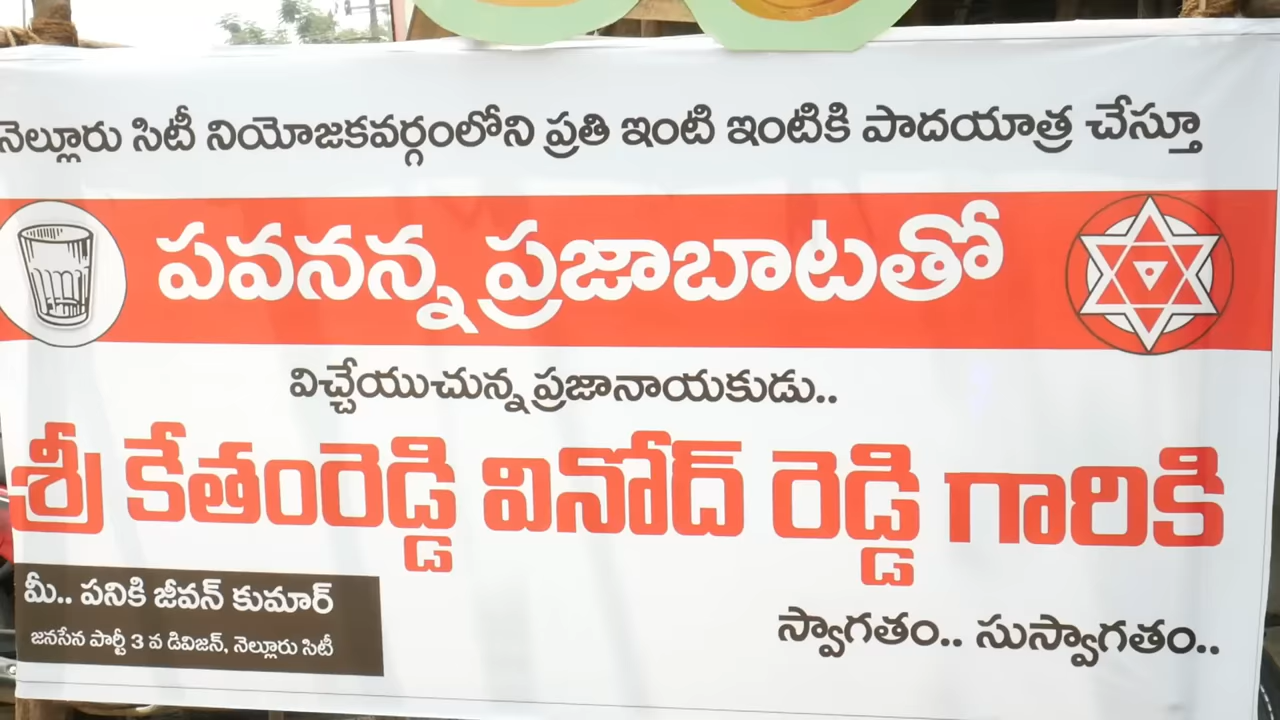 నెల్లూరు సిటీ నియోజకవర్గంలోని ప్రతి ఇంటి ఇంటికి పాదయాత్ర చేస్తూ
పవనన్న ప్రజాబాటతో
విచ్చేయుచున్న ప్రజానాయకుడు..
శ్రీ కేతంరెడ్డి వినోద్ రెడ్డి గారికి
స్వాగతం.. సుస్వాగతం..
మీ.. పనికి జీవన్ కుమార్
జనసేన పార్టీ 3 వ డివిజన్, నెల్లూరు సిటీ